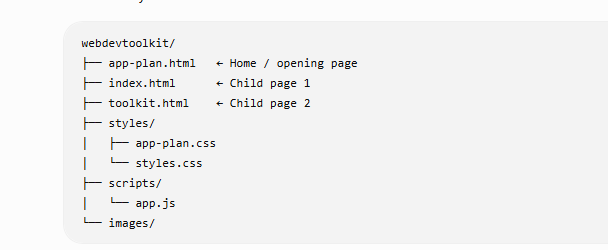 webdevtoolkit/
├── app-plan.html   ← Home / opening page
├── index.html      ← Child page 1
├── toolkit.html    ← Child page 2
├── styles/
│   ├── app-plan.css
│   └── styles.css
├── scripts/
│   └── app.js
└── images/